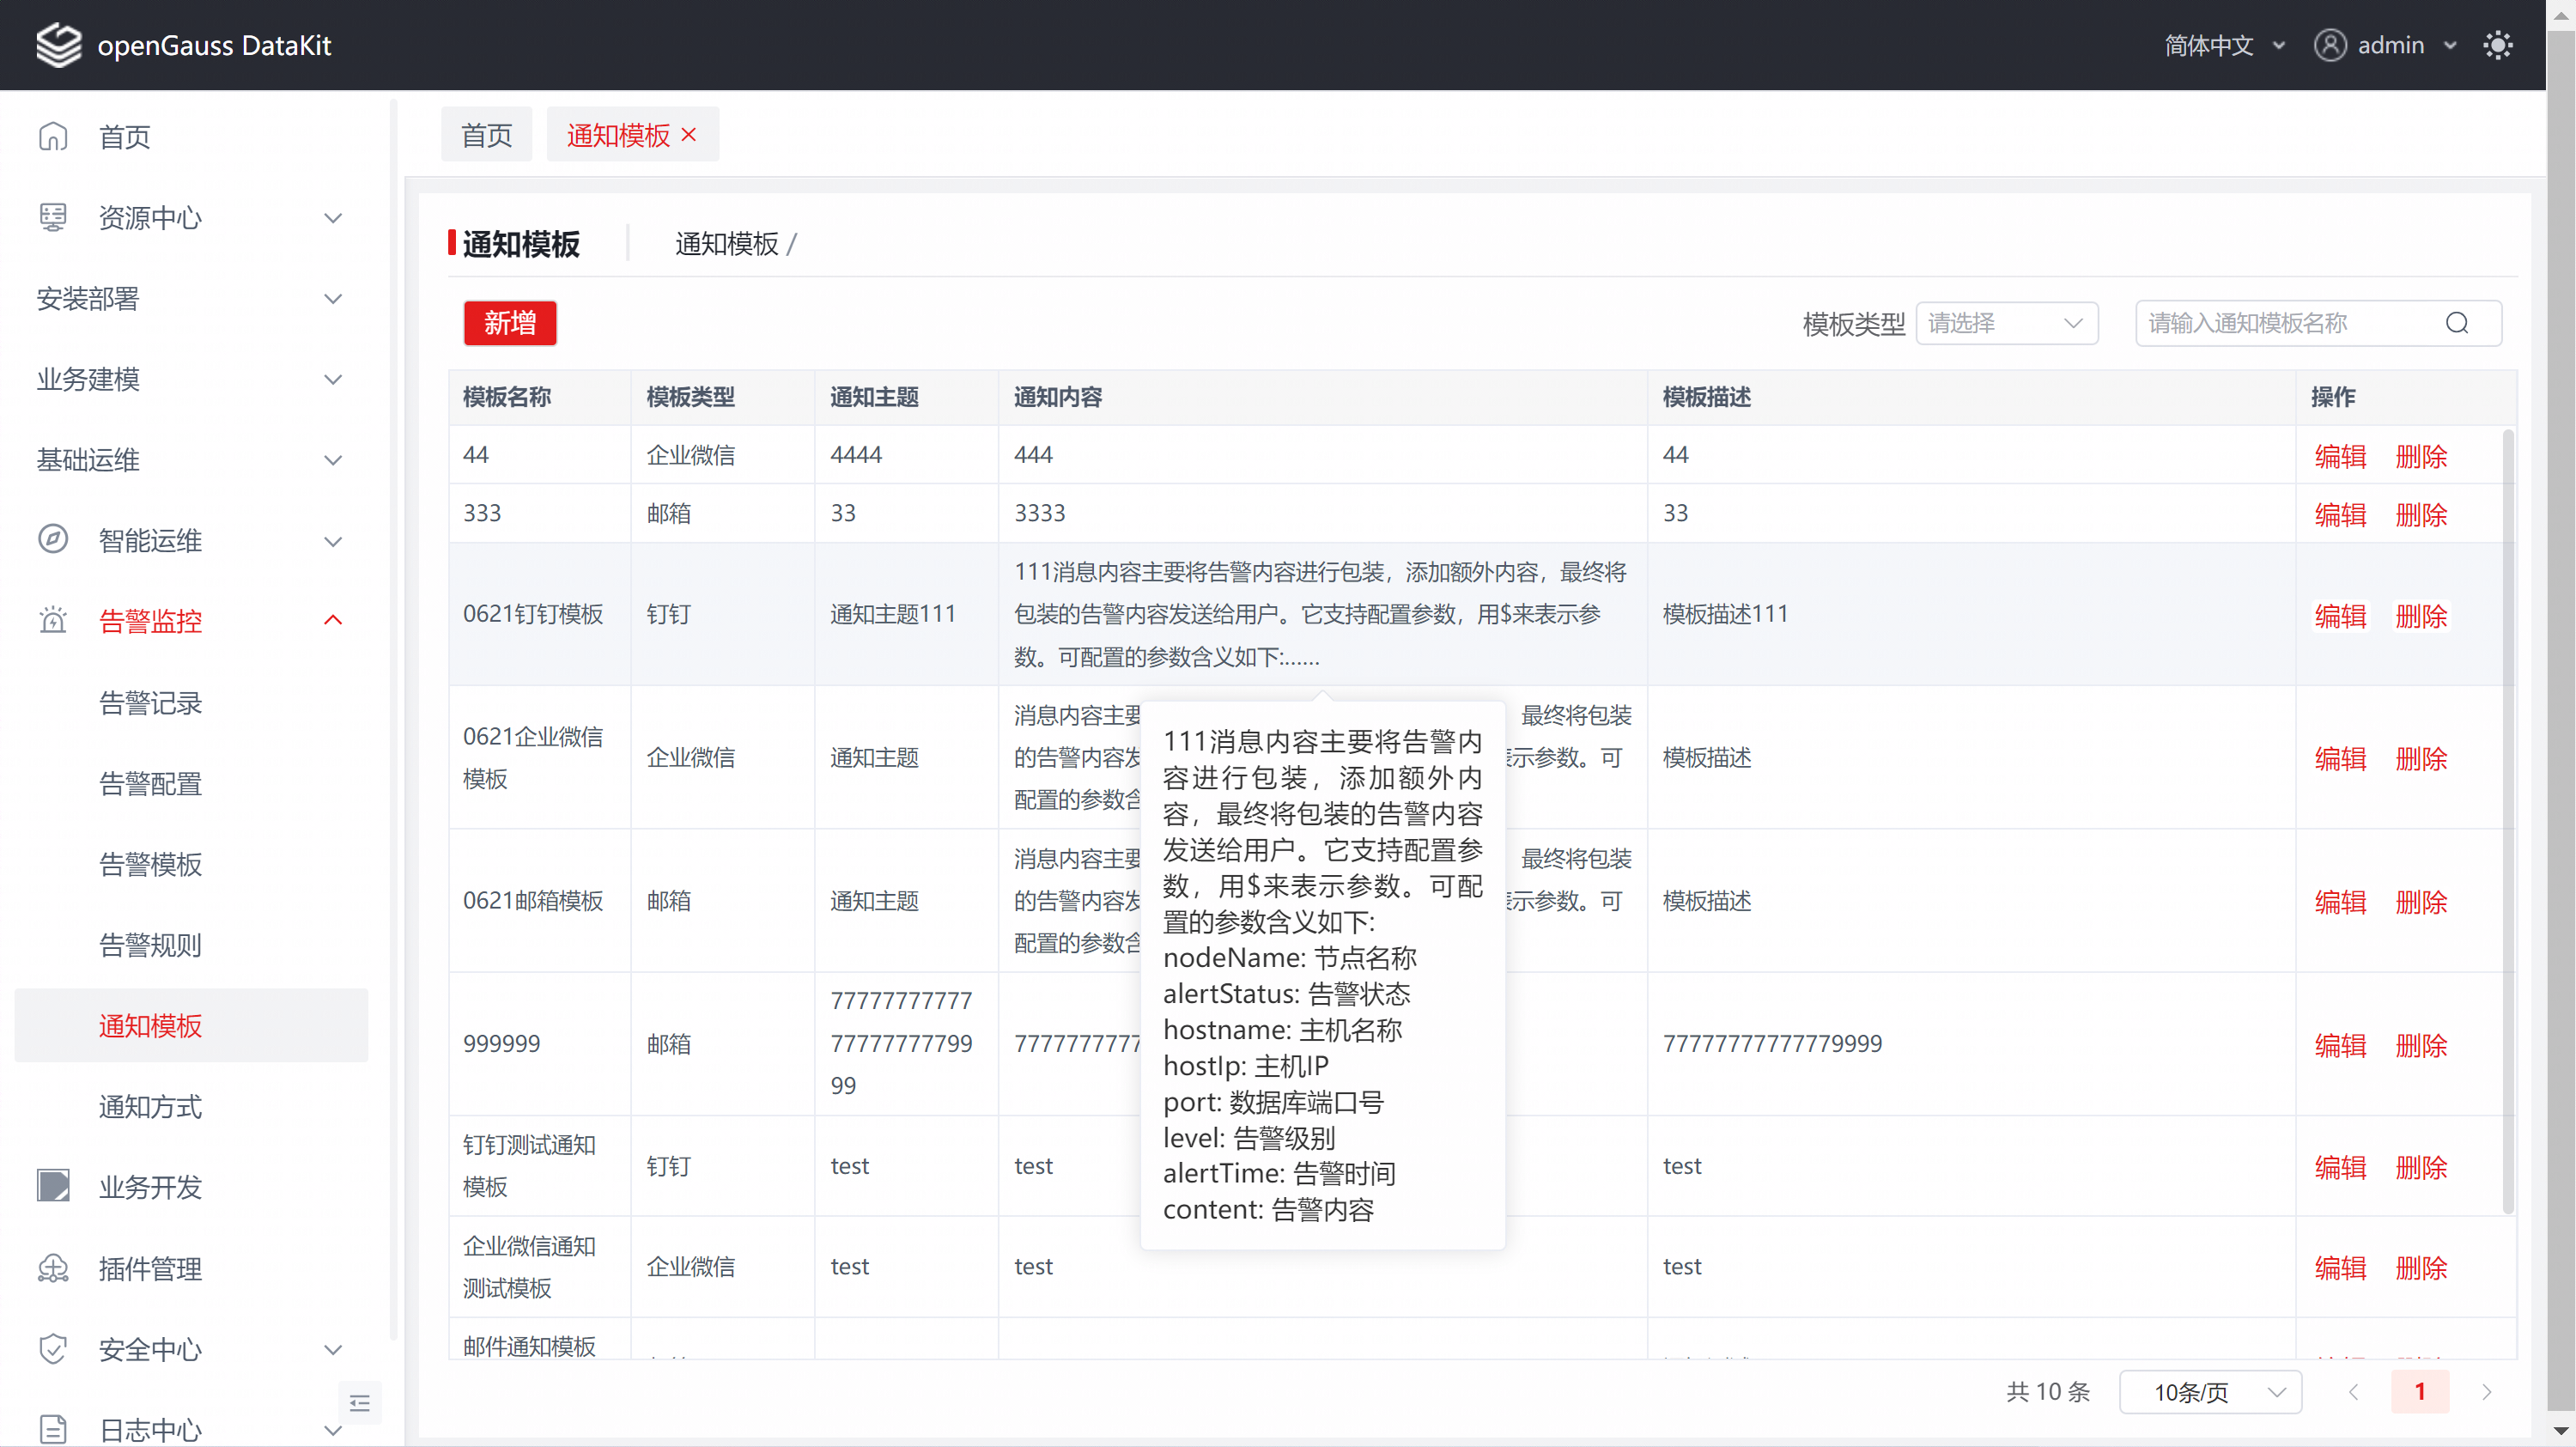 openGauss DataKit
简体中文
admin
首页
资源中心
安装部署
业务建模
基础运维
智能运维
告警监控
告警记录
告警配置
告警模板
告警规则
通知模板
通知方式
业务开发
插件管理
安全中心
日志中心
首页
通知模板
通知模板
通知模板 /
新增
模板类型
请选择
请输入通知模板名称
模板名称 模板类型 通知主题 通知内容 模板描述 操作
44 企业微信 4444 444 44 编辑 删除
333 邮箱 33 3333 33 编辑 删除
0621钉钉模板 钉钉 通知主题111
111消息内容主要将告警内容进行包装，添加额外内容，最终将
包装的告警内容发送给用户。它支持配置参数，用$来表示参
数。可配置的参数含义如下:......
模板描述111 编辑 删除
0621企业微信
模板
企业微信 通知主题
消息内容主要 最终将包装
的告警内容发 示参数。可
配置的参数含
模板描述 编辑 删除
0621邮箱模板 邮箱 通知主题
消息内容主要 最终将包装
的告警内容发 示参数。可
配置的参数含
模板描述 编辑 删除
999999 邮箱
77777777777
77777777799
99
7777777777
77777777777779999 编辑 删除
钉钉测试通知
模板
钉钉 test test test 编辑 删除
企业微信通知
测试模板
企业微信 test test test 编辑 删除
邮件通知模板
111消息内容主要将告警内
容进行包装，添加额外内
容，最终将包装的告警内容
发送给用户。它支持配置参
数，用$来表示参数。可配
置的参数含义如下:
nodeName: 节点名称
alertStatus: 告警状态
hostname: 主机名称
hostIp: 主机IP
port: 数据库端口号
level: 告警级别
alertTime: 告警时间
content: 告警内容
共 10 条
10条/页
1